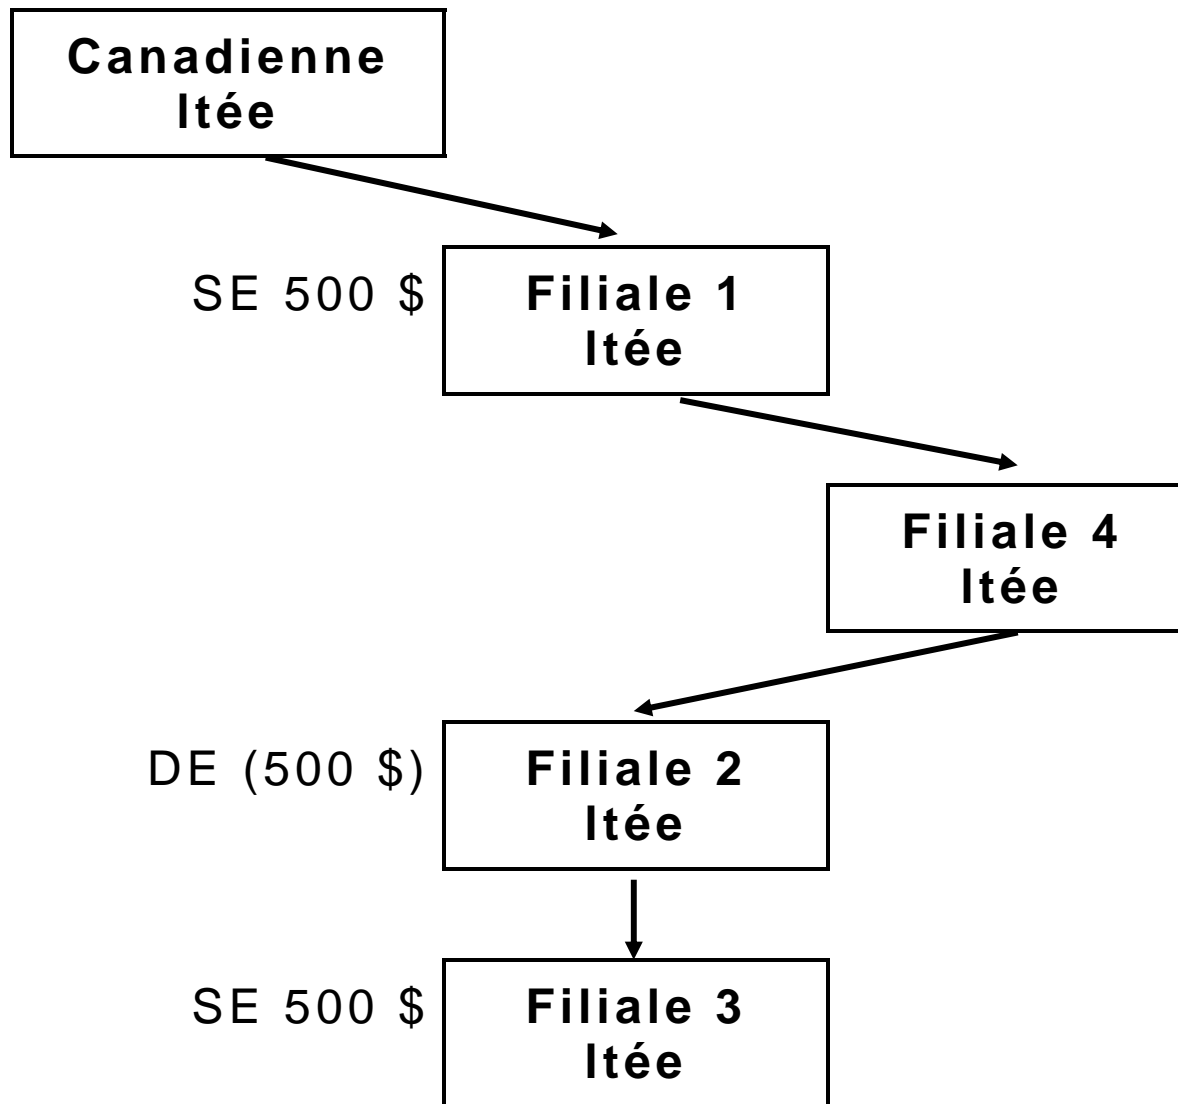 Canadienne
ltée
SE 500 $
Filiale 1
ltée
Filiale 4
ltée
DE (500 $)
Filiale 2
ltée
SE 500 $
Filiale 3
ltée